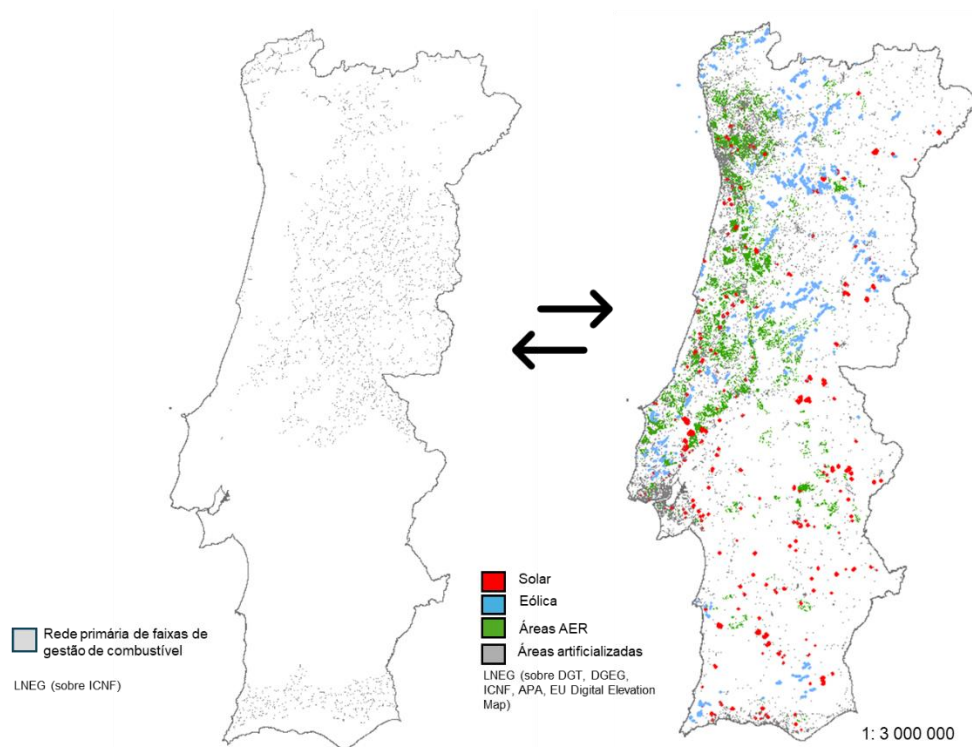 Rede primária de faixas de
gestão de combustível
LNEG (sobre ICNF)
Solar
Eólica
Áreas AER
Áreas artificializadas
LNEG (sobre DGT, DGEG,
ICNF, APA, EU Digital Elevation
Map)
1: 3 000 000